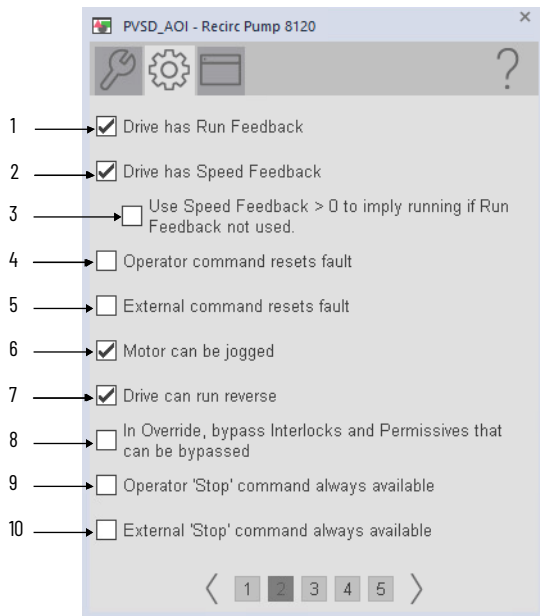 PVSD_AOI - Recirc Pump 8120
×
?
1 Drive has Run Feedback
2 Drive has Speed Feedback
3 Use Speed Feedback > 0 to imply running if Run
Feedback not used.
4 Operator command resets fault
5 External command resets fault
6 Motor can be jogged
7 Drive can run reverse
8 In Override, bypass Interlocks and Permissives that
can be bypassed
9 Operator 'Stop' command always available
10 External 'Stop' command always available
1 2 3 4 5